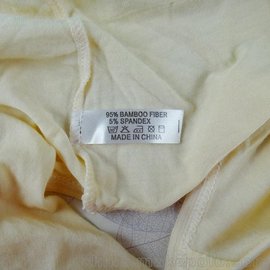 95% BAMBOO FIBER
5% SPANDEX
MADE IN CHINA